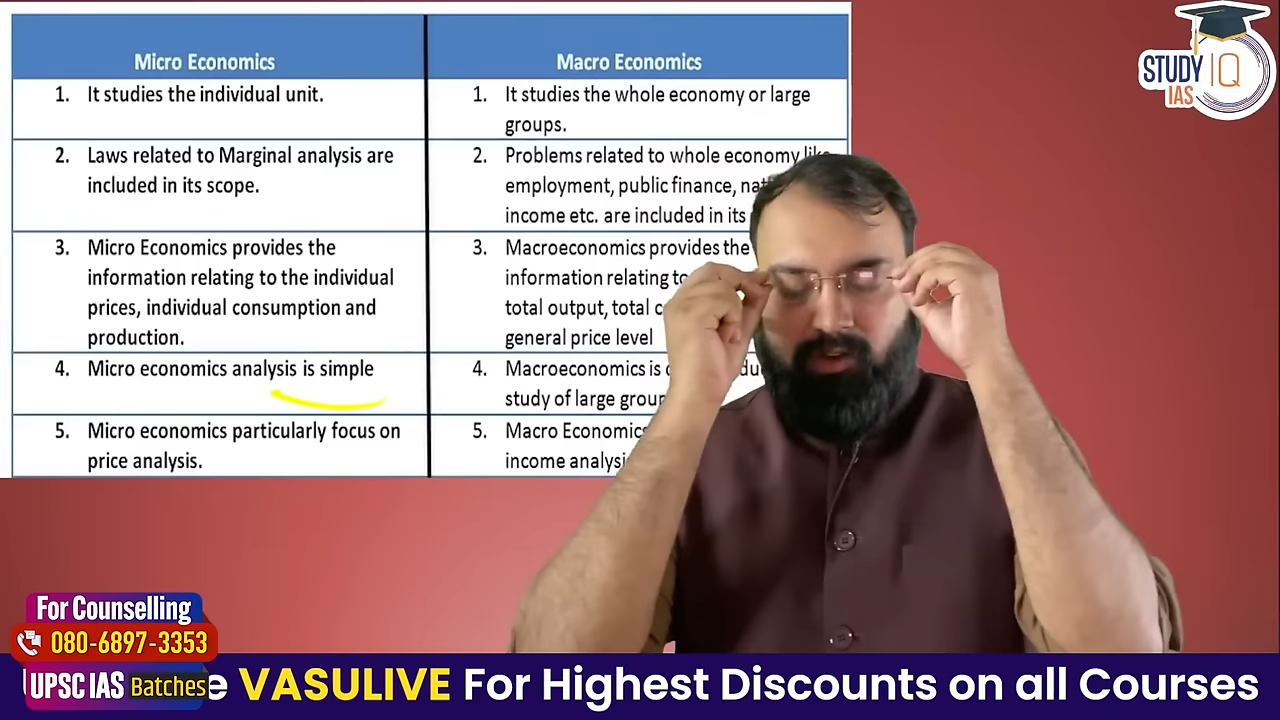 Micro Economics
1. It studies the individual unit.
2. Laws related to Marginal analysis are
included in its scope.
3. Micro Economics provides the
information relating to the individual
prices, individual consumption and
production.
4. Micro economics analysis is simple
5. Micro economics particularly focus on
price analysis.
Macro Economics
1. It studies the whole economy or large
groups.
2. Problems related to whole economy
employment, public finance,
income etc. are included in its
3. Macroeconomics provides the
information relating to
total output, total
general price level
4. Macroeconomics is
study of large
5. Macro Economics
income
STUDY IQ
IAS
For Counselling
080-6897-3353
UPSC IAS Batches
VASULIVE For Highest Discounts on all Courses